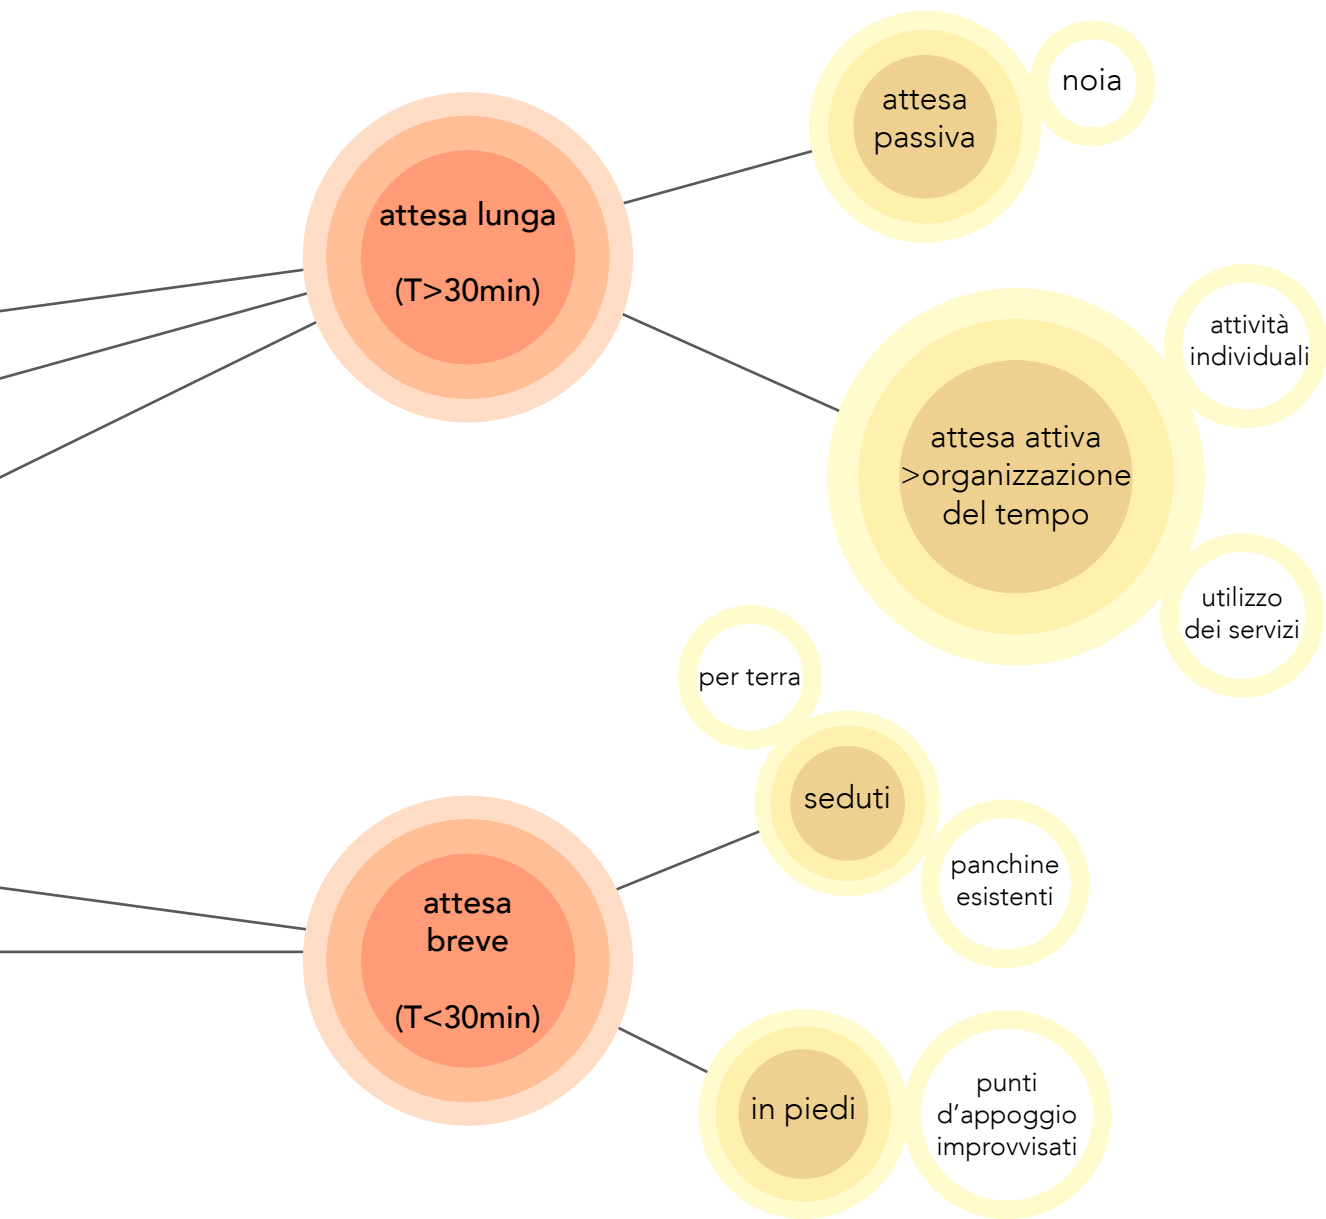 attesa
passiva
noia
attesa lunga
(T>30min)
attività
individuali
attesa attiva
>organizzazione
del tempo
utilizzo
dei servizi
per terra
seduti
panchine
esistenti
attesa
breve
(T<30min)
in piedi
punti
d’appoggio
improvvisati